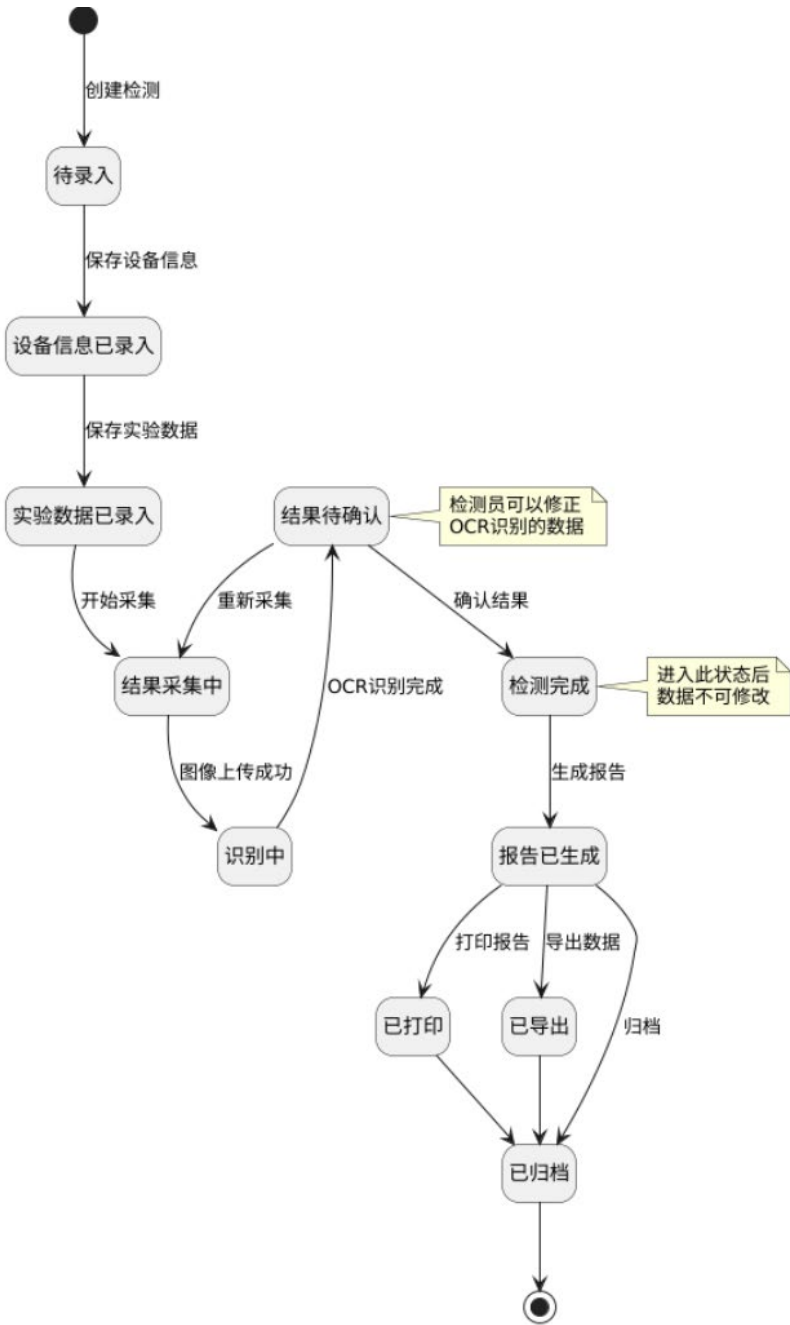 创建检测
待录入
保存设备信息
设备信息已录入
保存实验数据
实验数据已录入
结果待确认
检测员可以修正
OCR识别的数据
开始采集
重新采集
确认结果
结果采集中
OCR识别完成
检测完成
进入此状态后
数据不可修改
图像上传成功
生成报告
识别中
报告已生成
打印报告
导出数据
已打印
已导出
归档
已归档